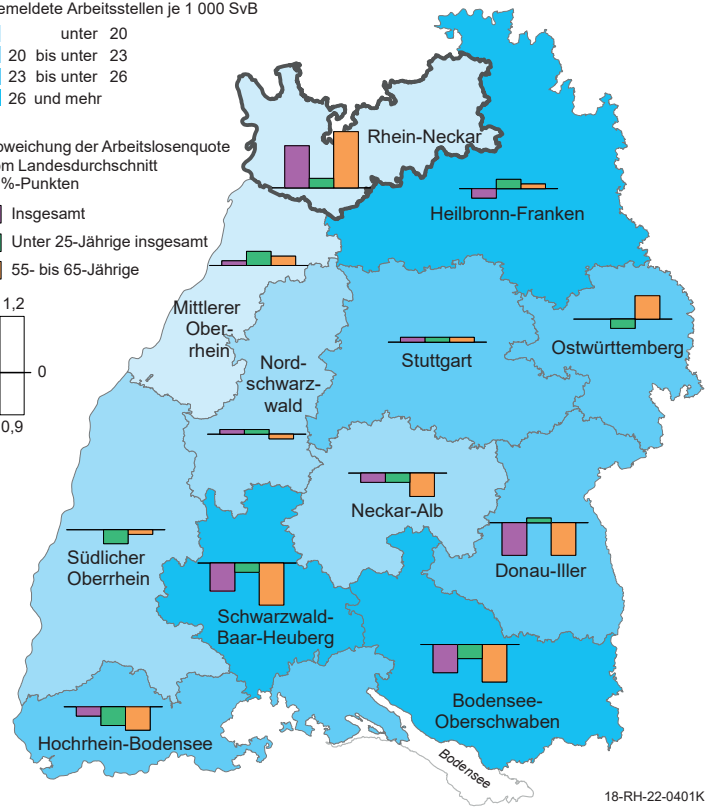 emeldete Arbeitsstellen je 1 000 SvB
unter 20
20 bis unter 23
23 bis unter 26
26 und mehr
bweichung der Arbeitslosenquote
om Landesdurchschnitt
%-Punkten
Insgesamt
Unter 25-Jährige insgesamt
55- bis 65-Jährige
1,2
0
0,9
Rhein-Neckar
Heilbronn-Franken
Mittlerer
Ober-
rhein
Nord-
schwarz-
wald
Stuttgart
Ostwürttemberg
Neckar-Alb
Südlicher
Oberrhein
Donau-Iller
Schwarzwald-
Baar-Heuberg
Bodensee-
Oberschwaben
Hochrhein-Bodensee
Bodensee
18-RH-22-0401K